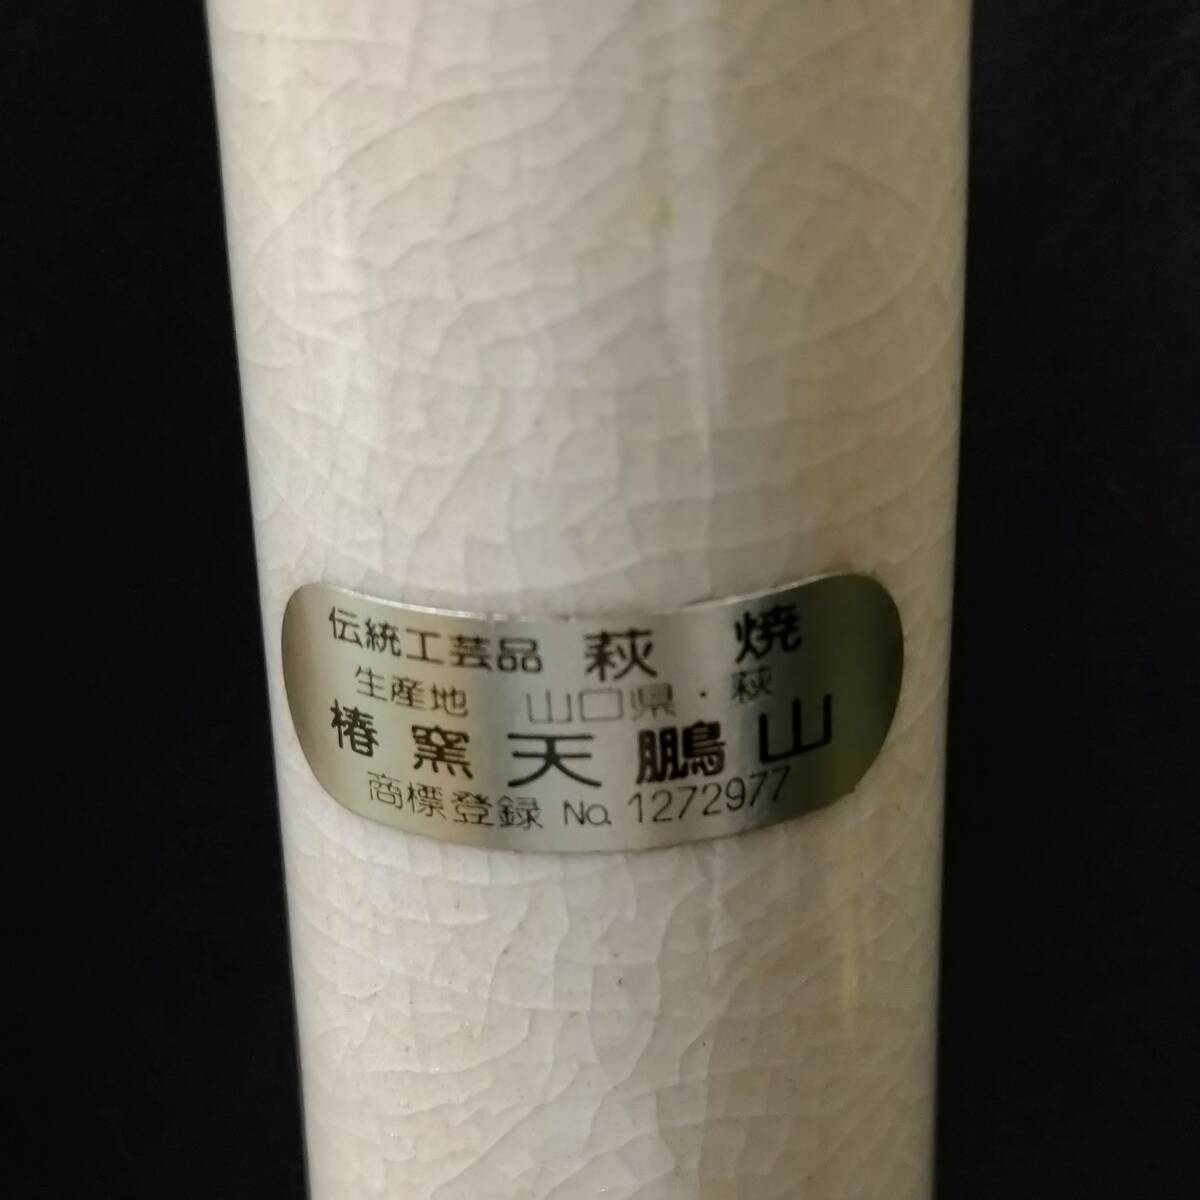 伝統工芸品 萩 焼
生産地 山口県・萩
椿 窯 天 鵬 山
商標登録 No. 1272977